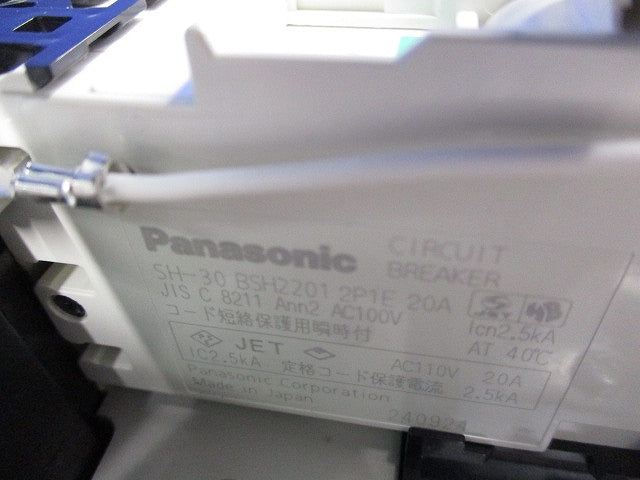 Panasonic CIRCUIT BREAKER
SH-30 BSH2201 2P1E 20A
JIS C 8211 Ann2 AC100V Icn2.5kA
コード短絡保護用瞬時付 AT 40℃
JET AC110V 20A
IC2.5kA 定格コード保護電流 2.5kA
Panasonic Corporation
Made in Japan 240924